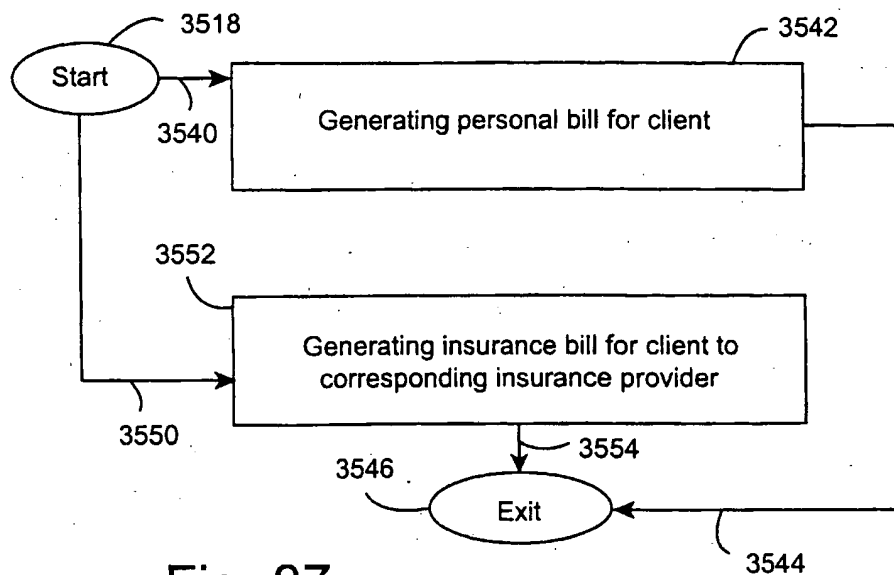 3518
3542
Start
3540
Generating personal bill for client
3552
Generating insurance bill for client to
corresponding insurance provider
3550
3554
3546
Exit
3544
Fig.